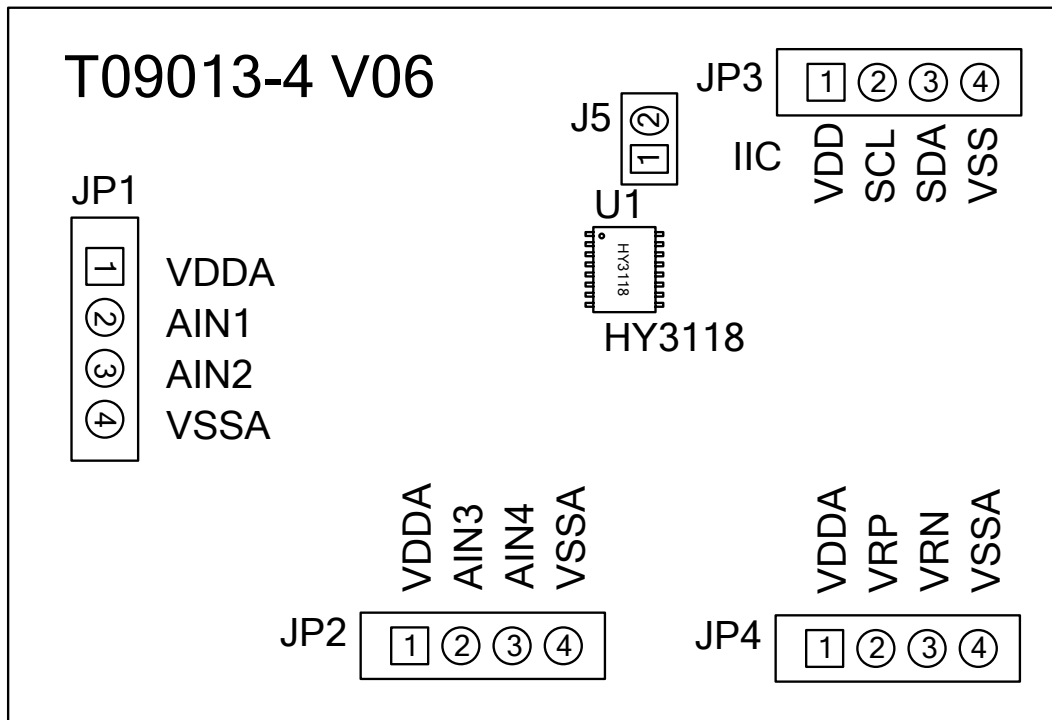 T09013-4 V06
JP3
1 2 3 4
IIC
VDD
SCL
SDA
VSS
J5
2
1
U1
HY3118
HY3118
JP1
1 VDDA
2 AIN1
3 AIN2
4 VSSA
VDDA
AIN3
AIN4
VSSA
JP2
1 2 3 4
VDDA
VRP
VRN
VSSA
JP4
1 2 3 4